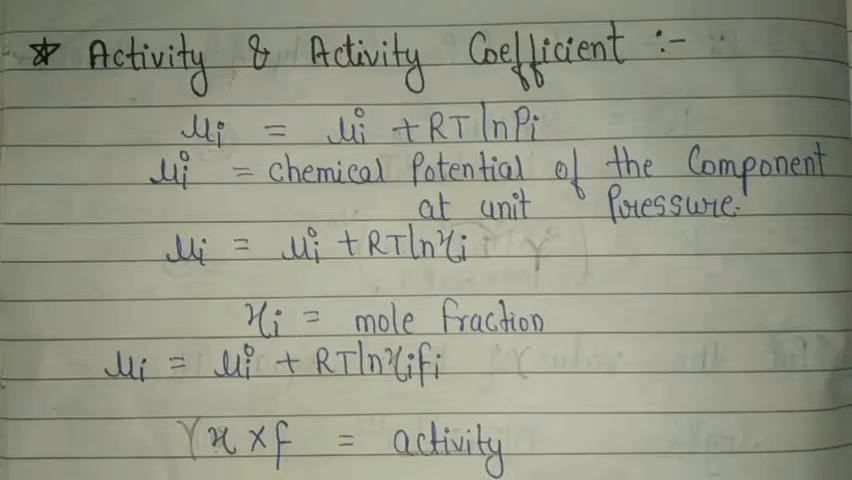 ☆ Activity & Activity Coefficient :-
μi = μi° + RT ln Pi
μi° = chemical Potential of the Component
at unit Pressure.
μi = μi° + RT ln xi
xi = mole fraction
μi = μi° + RT ln xi fi
x × f = activity